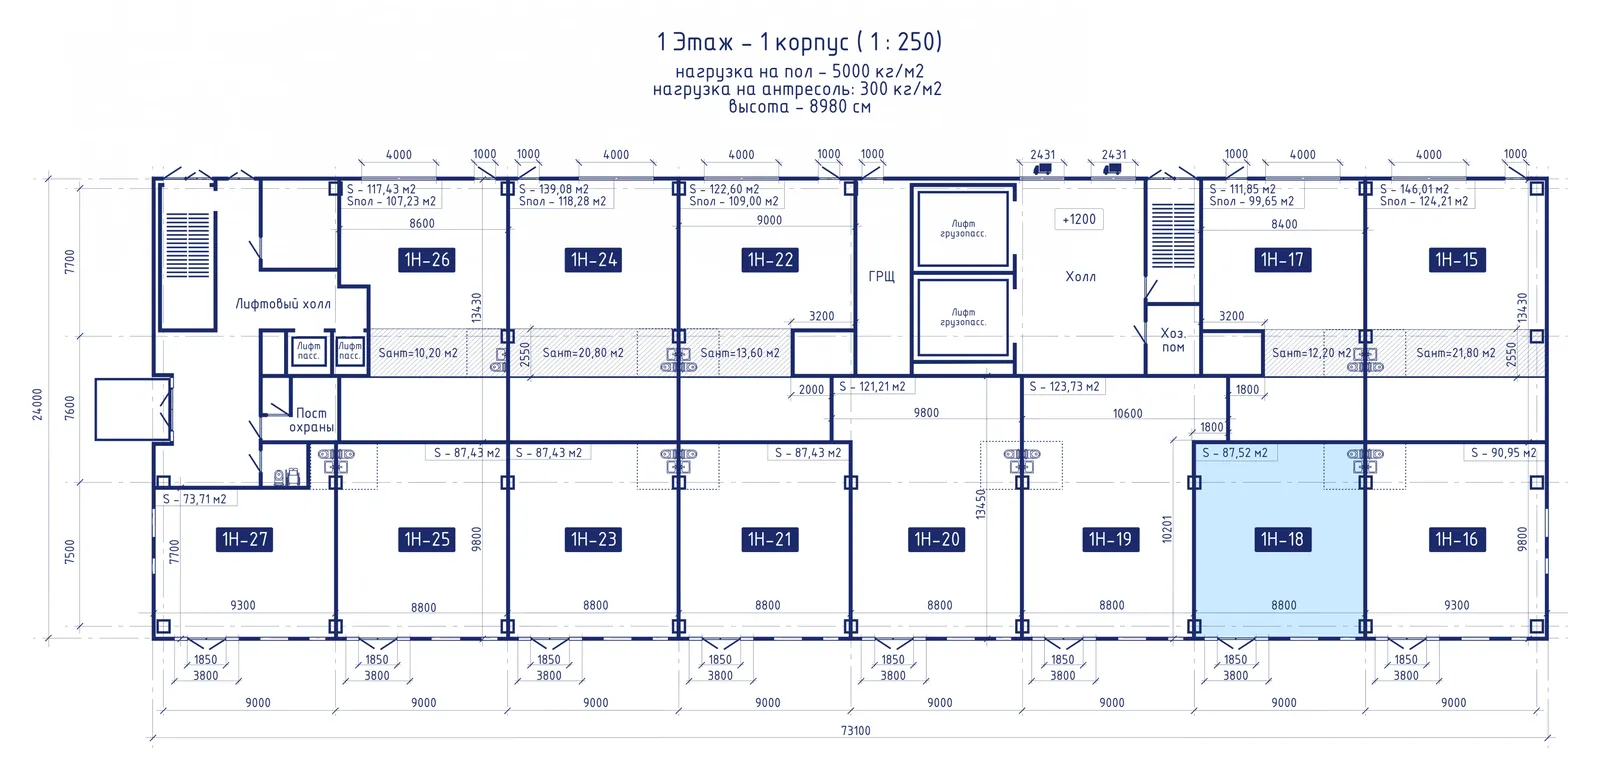 1 Этаж - 1 корпус ( 1 : 250)
нагрузка на пол - 5000 кг/м2
нагрузка на антресоль: 300 кг/м2
высота - 8980 см
4000 1000 1000 4000 4000 1000 1000 2431 2431 1000 4000 4000 1000
S - 117,43 м2 S - 139,08 м2 S - 122,60 м2 S - 111,85 м2 S - 146,01 м2
Sпол - 107,23 м2 Sпол - 118,28 м2 Sпол - 109,00 м2 Sпол - 99,65 м2 Sпол - 124,21 м2
8600 9000 +1200 8400
Лифт
грузопасс.
7700
1Н-26 1Н-24 1Н-22 ГРЩ Холл 1Н-17 1Н-15
Лифтовый холл 13430 13430
3200 Лифт
грузопасс. 3200
Хоз.
пом
Лифт
пасс.
Лифт
пасс.
Sант=10,20 м2 2550 Sант=20,80 м2 Sант=13,60 м2 Sант=12,20 м2 Sант=21,80 м2 2550
24000
7600
2000 S - 121,21 м2 S - 123,73 м2 1800
Пост
охраны
9800 10600
1800
S - 87,43 м2 S - 87,43 м2 S - 87,43 м2 S - 87,52 м2 S - 90,95 м2
S - 73,71 м2 13450
7500 7700 9800 10201 9800
1Н-27 1Н-25 1Н-23 1Н-21 1Н-20 1Н-19 1Н-18 1Н-16
9300 8800 8800 8800 8800 8800 8800 9300
1850 1850 1850 1850 1850 1850 1850 1850
3800 3800 3800 3800 3800 3800 3800 3800
9000 9000 9000 9000 9000 9000 9000 9000
73100